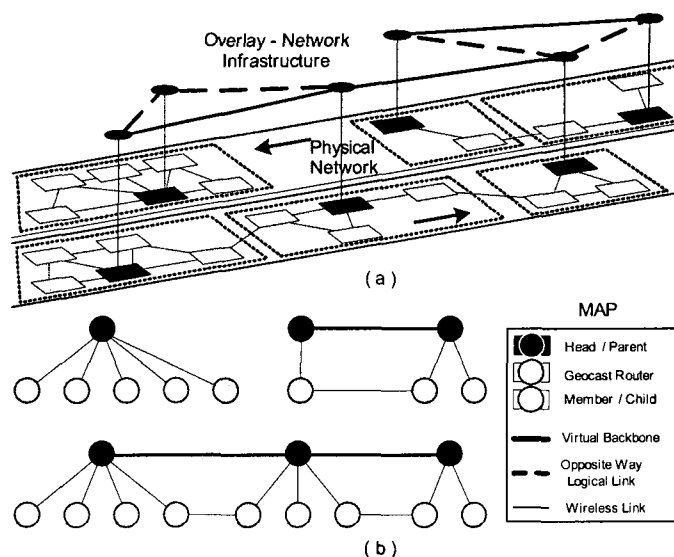 Overlay - Network
Infrastructure
Physical
Network
( a )
MAP
Head / Parent
Geocast Router
Member / Child
Virtual Backbone
Opposite Way
Logical Link
Wireless Link
( b )